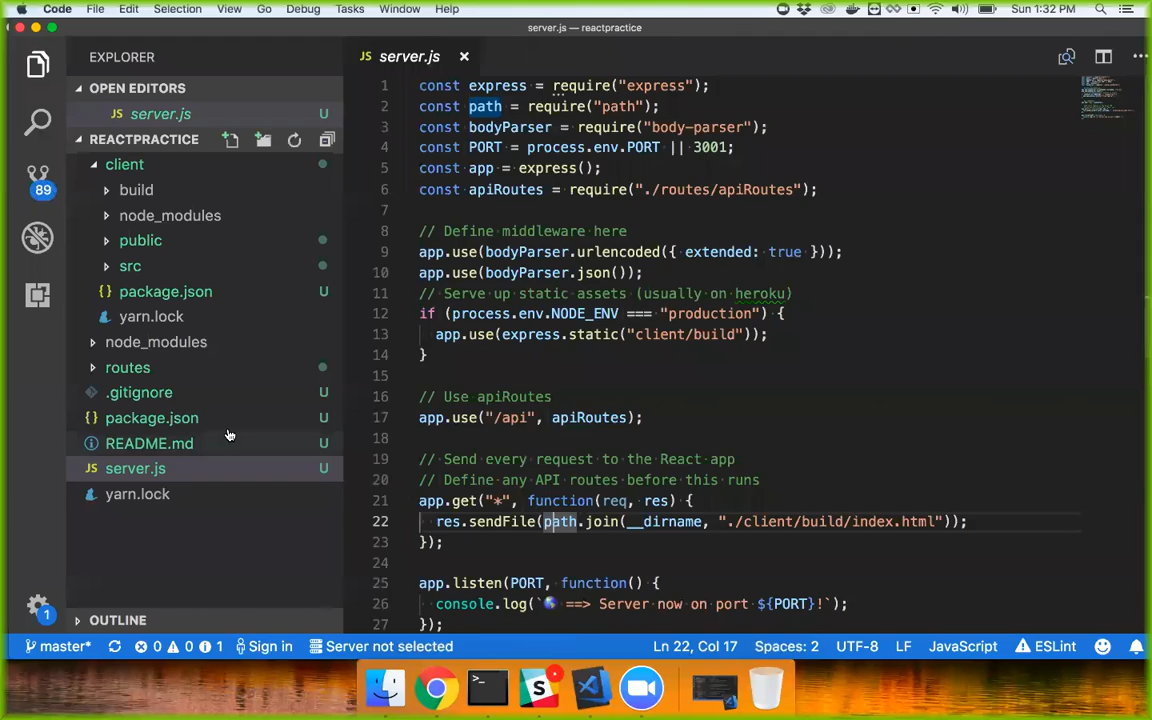 Code File Edit Selection View Go Debug Tasks Window Help Sun 1:32 PM
server.js — reactpractice
EXPLORER
OPEN EDITORS
JS server.js U
REACTPRACTICE
client
build
node_modules
public
src
{} package.json U
yarn.lock
node_modules
routes
.gitignore U
{} package.json U
README.md U
JS server.js U
yarn.lock
OUTLINE
89
1
JS server.js
1 const express = require("express");
2 const path = require("path");
3 const bodyParser = require("body-parser");
4 const PORT = process.env.PORT || 3001;
5 const app = express();
6 const apiRoutes = require("./routes/apiRoutes");
7
8 // Define middleware here
9 app.use(bodyParser.urlencoded({ extended: true }));
10 app.use(bodyParser.json());
11 // Serve up static assets (usually on heroku)
12 if (process.env.NODE_ENV === "production") {
13 app.use(express.static("client/build"));
14 }
15
16 // Use apiRoutes
17 app.use("/api", apiRoutes);
18
19 // Send every request to the React app
20 // Define any API routes before this runs
21 app.get("*", function(req, res) {
22 res.sendFile(path.join(__dirname, "./client/build/index.html"));
23 });
24
25 app.listen(PORT, function() {
26 console.log(`🌎 ==> Server now on port ${PORT}!`);
27 });
master* 0 0 1 Sign in Server not selected Ln 22, Col 17 Spaces: 2 UTF-8 LF JavaScript ESLint